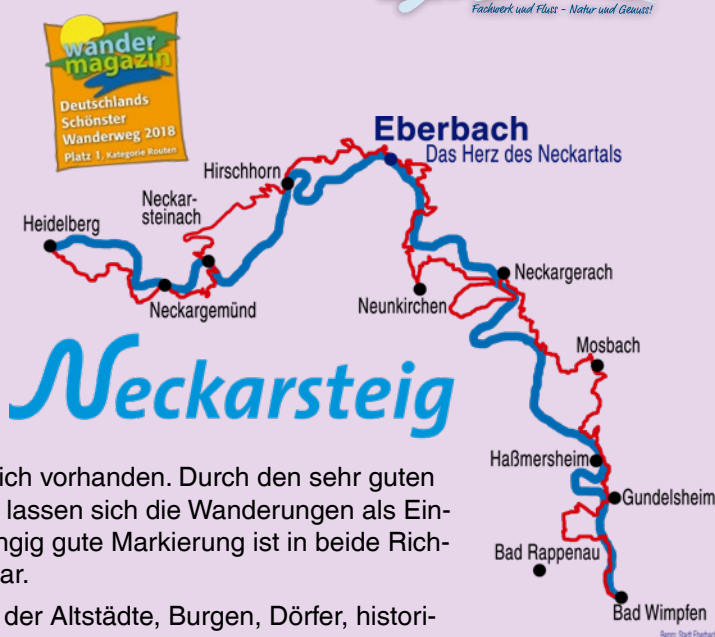 Fachwerk und Fluss - Natur und Genuss!
wander
magazin
Deutschlands
Schönster
Wanderweg 2018
Platz 1, Kategorie Routen
Eberbach
Das Herz des Neckartals
Hirschhorn
Neckar-
steinach
Heidelberg
Neckargemünd
Neckargerach
Neunkirchen
Mosbach
Neckarsteig
Haßmersheim
Gundelsheim
Bad Rappenau
Bad Wimpfen
lich vorhanden. Durch den sehr guten
lassen sich die Wanderungen als Ein-
ngig gute Markierung ist in beide Rich-
ar.
der Altstädte, Burgen, Dörfer, histori-